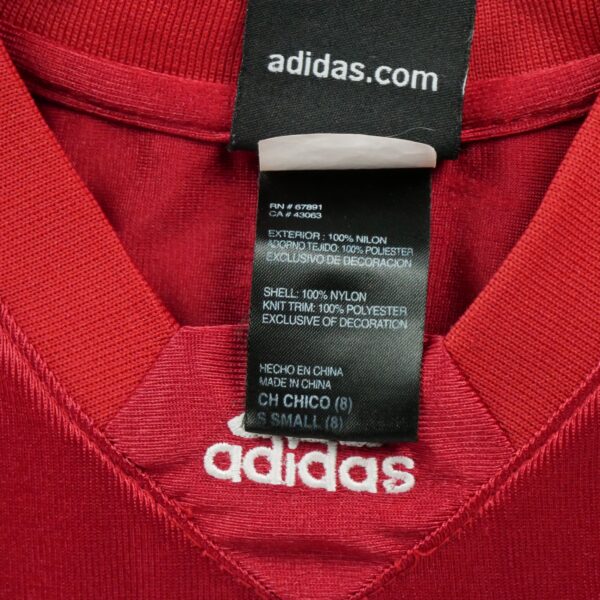 adidas.com
RN # 67891
CA # 43063
EXTERIOR : 100% NILON
ADORNO TEJIDO: 100% POLIESTER
EXCLUSIVO DE DECORACION
SHELL: 100% NYLON
KNIT TRIM: 100% POLYESTER
EXCLUSIVE OF DECORATION
HECHO EN CHINA
MADE IN CHINA
CH CHICO (8)
S SMALL (8)
adidas